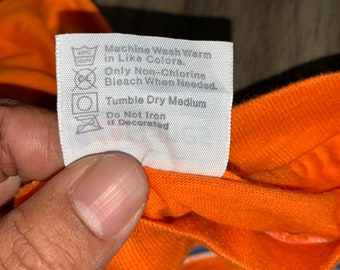 Machine Wash Warm
in Like Colors.
Only Non-Chlorine
Bleach When Needed.
Tumble Dry Medium
Do Not Iron
If Decorated